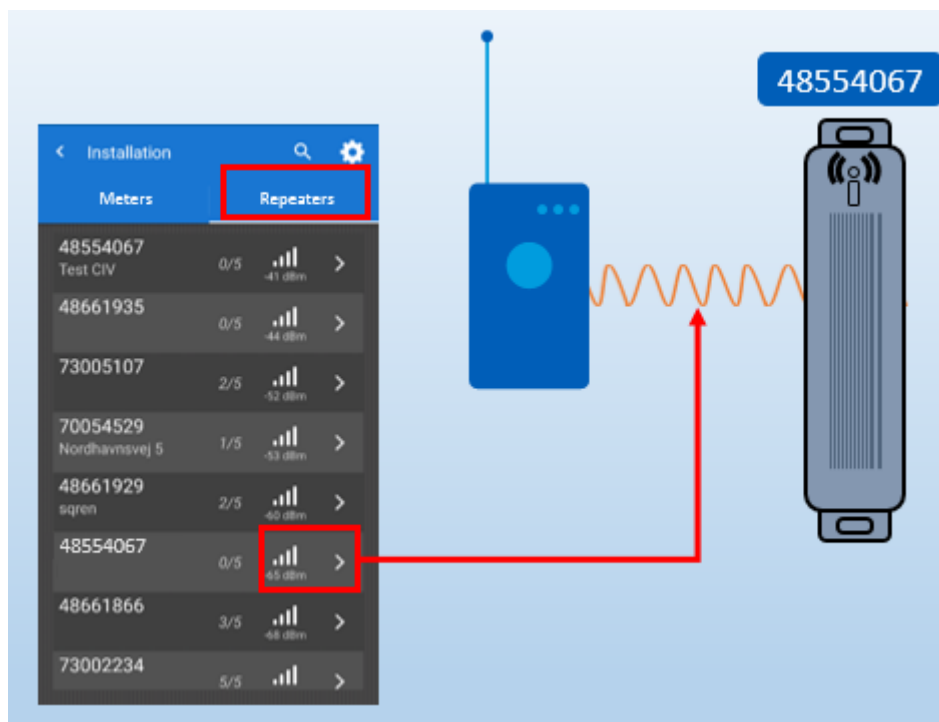 48554067
Installation
Meters Repeaters
48554067
Test CIV 0/5 -41 dBm
48661935
0/5 -44 dBm
73005107
2/5 -52 dBm
70054529
Nordhavnsvej 5 1/5 -53 dBm
48661929
sqren 2/5 -60 dBm
48554067
0/5 -65 dBm
48661866
3/5 -68 dBm
73002234
5/5